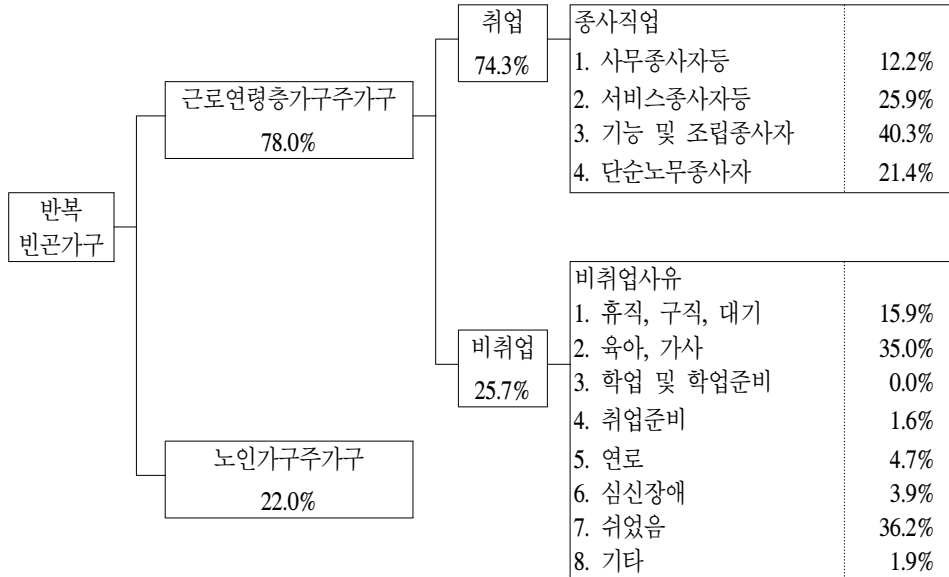 반복
빈곤가구
근로연령층가구주가구
78.0%
노인가구주가구
22.0%
취업
74.3%
비취업
25.7%
종사직업
1. 사무종사자등 12.2%
2. 서비스종사자등 25.9%
3. 기능 및 조립종사자 40.3%
4. 단순노무종사자 21.4%
비취업사유
1. 휴직, 구직, 대기 15.9%
2. 육아, 가사 35.0%
3. 학업 및 학업준비 0.0%
4. 취업준비 1.6%
5. 연로 4.7%
6. 심신장애 3.9%
7. 쉬었음 36.2%
8. 기타 1.9%